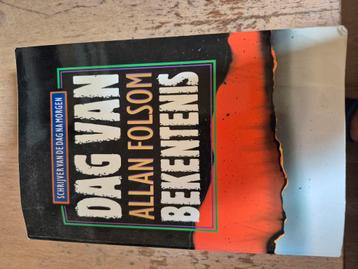 SCHRIJVER VAN DE DAG NA MORGEN
DAG VAN
ALLAN FOLSOM
BEKENTENIS